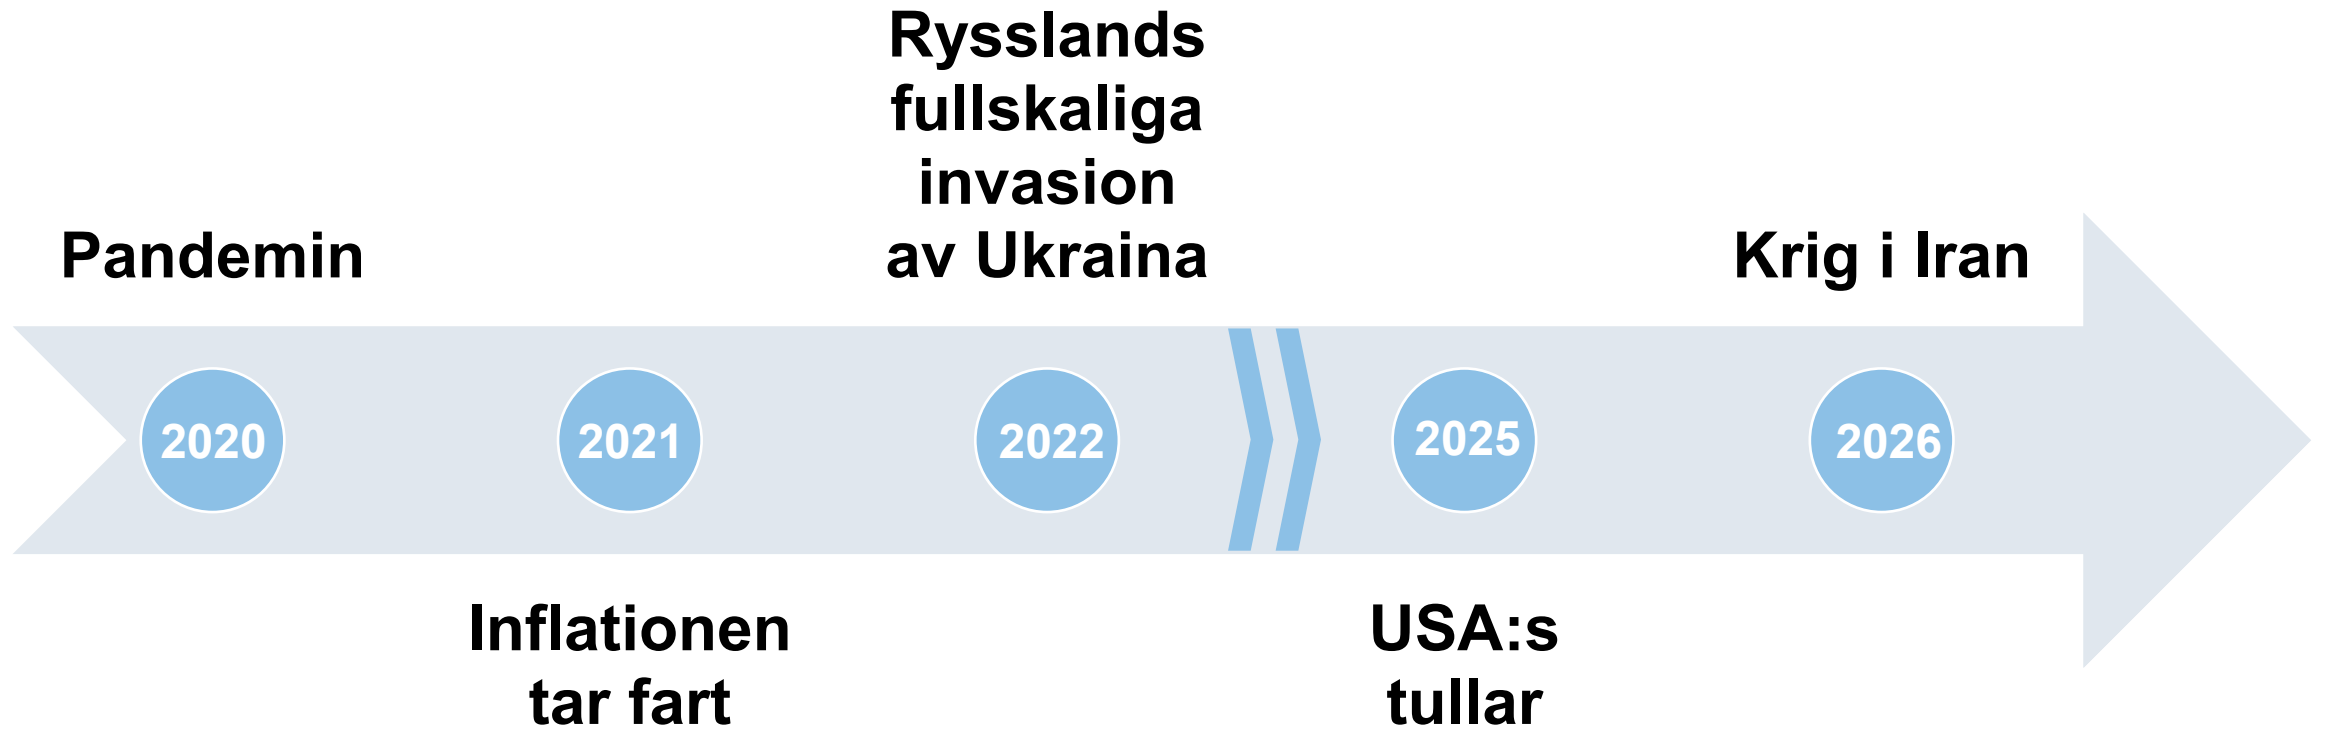 Rysslands
fullskaliga
invasion
av Ukraina
Pandemin
Krig i Iran
2020
2021
2022
2025
2026
Inflationen
tar fart
USA:s
tullar